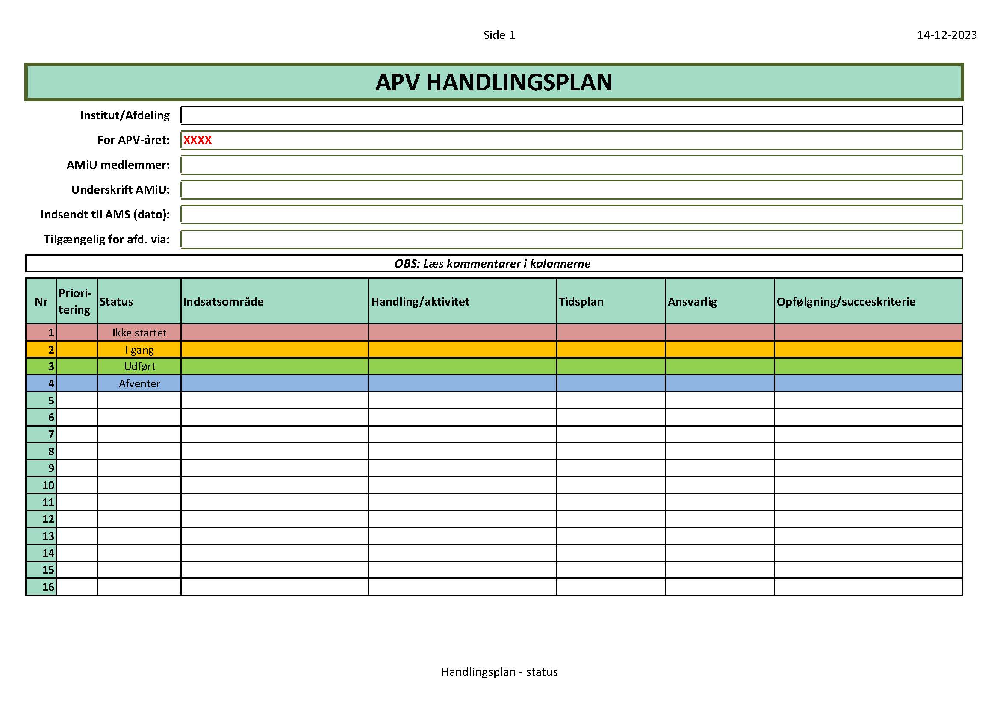 Side 1
14-12-2023
APV HANDLINGSPLAN
Institut/Afdeling
For APV-året: XXXX
AMiU medlemmer:
Underskrift AMiU:
Indsendt til AMS (dato):
Tilgængelig for afd. via:
OBS: Læs kommentarer i kolonnerne
Nr
Priori-
tering
Status
Indsatsområde
Handling/aktivitet
Tidsplan
Ansvarlig
Opfølgning/succeskriterie
1 Ikke startet
2 I gang
3 Udført
4 Afventer
5
6
7
8
9
10
11
12
13
14
15
16
Handlingsplan - status